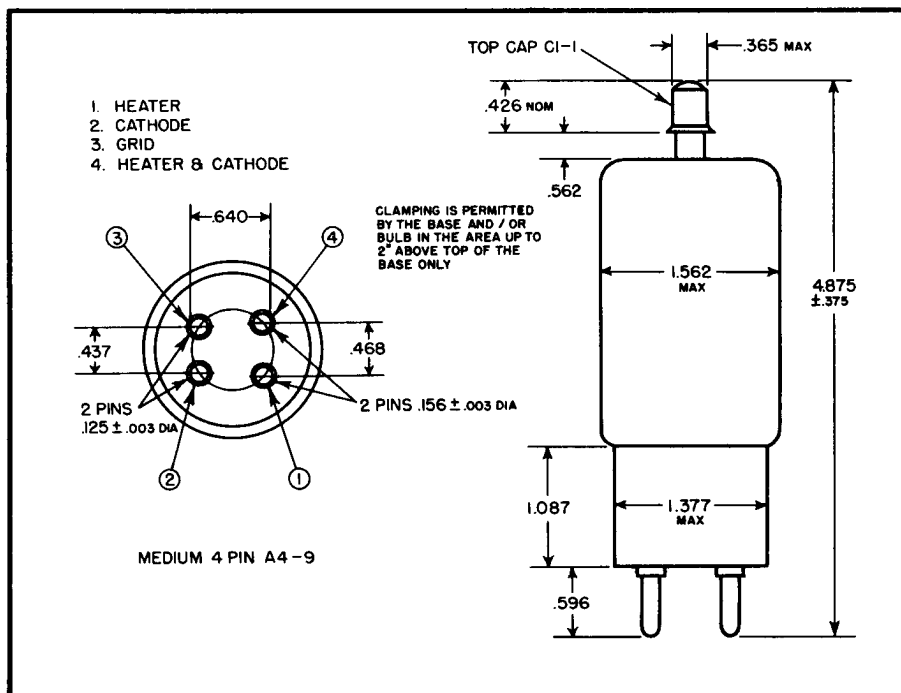 TOP CAP C1-1
.365 MAX
.426 NOM
1. HEATER
2. CATHODE
3. GRID
4. HEATER & CATHODE
.562
.640
CLAMPING IS PERMITTED
BY THE BASE AND / OR
BULB IN THE AREA UP TO
2" ABOVE TOP OF THE
BASE ONLY
3
4
1.562
MAX
4.875
±.375
.437
.468
2 PINS
.125 ± .003 DIA
2 PINS .156 ± .003 DIA
2
1
1.087
1.377
MAX
MEDIUM 4 PIN A4-9
.596